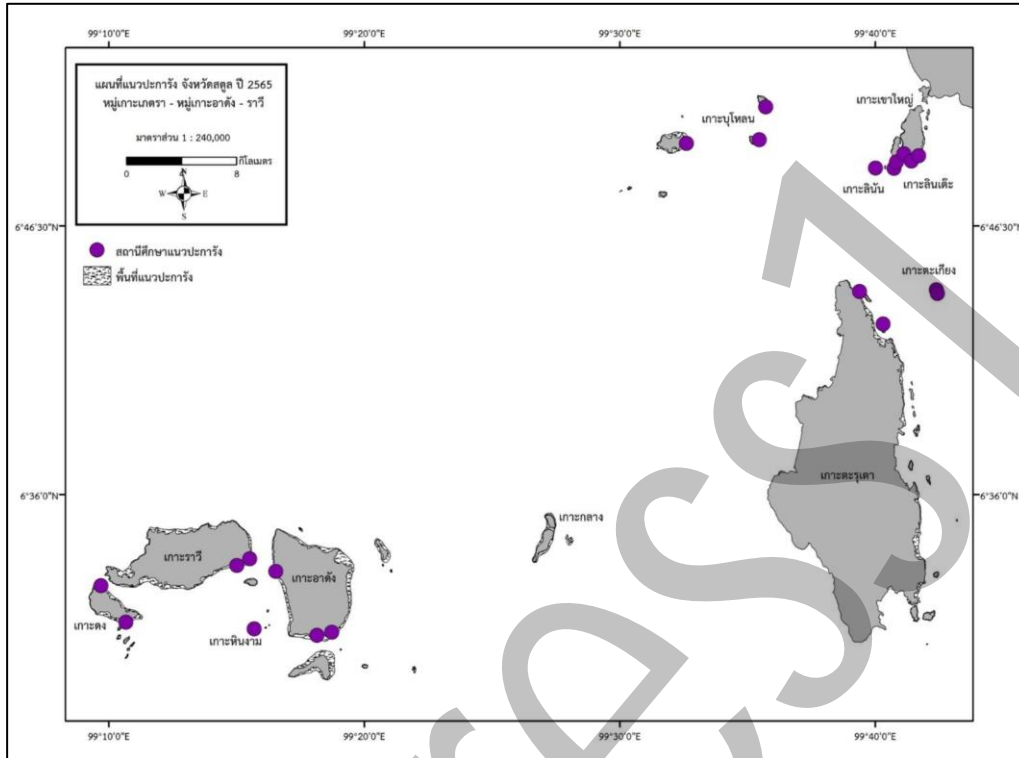 99°10'0"E 99°20'0"E 99°30'0"E 99°40'0"E
แผนที่แนวปะการัง จังหวัดสตูล ปี 2565
หมู่เกาะเภตรา - หมู่เกาะอาดัง - ราวี
มาตราส่วน 1 : 240,000
กิโลเมตร
0 8
N
W E
S
สถานีศึกษาแนวปะการัง
พื้นที่แนวปะการัง
เกาะเขาใหญ่
เกาะบุโหลน
เกาะลินัน
เกาะลินเต๊ะ
6°46'30"N 6°46'30"N
เกาะตะเกียง
เกาะตะรุเตา
6°36'0"N 6°36'0"N
เกาะกลาง
เกาะราวี
เกาะอาดัง
เกาะดง
เกาะหินงาม
99°10'0"E 99°20'0"E 99°30'0"E 99°40'0"E